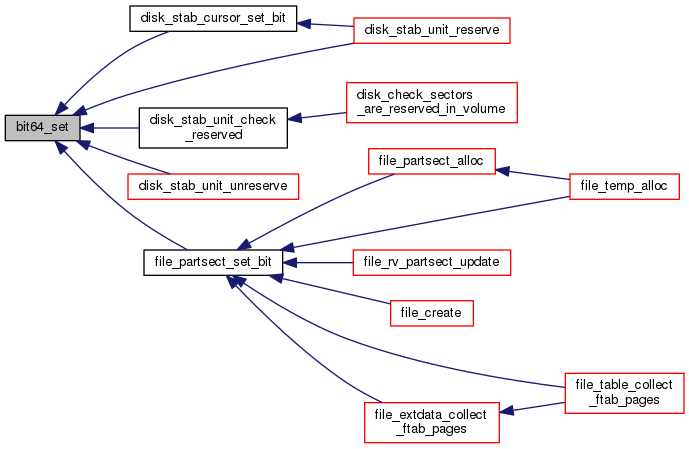 disk_stab_cursor_set_bit
disk_stab_unit_reserve
disk_check_sectors
_are_reserved_in_volume
bit64_set
disk_stab_unit_check
_reserved
file_partsect_alloc
disk_stab_unit_unreserve
file_temp_alloc
file_partsect_set_bit
file_rv_partsect_update
file_create
file_table_collect
_ftab_pages
file_extdata_collect
_ftab_pages